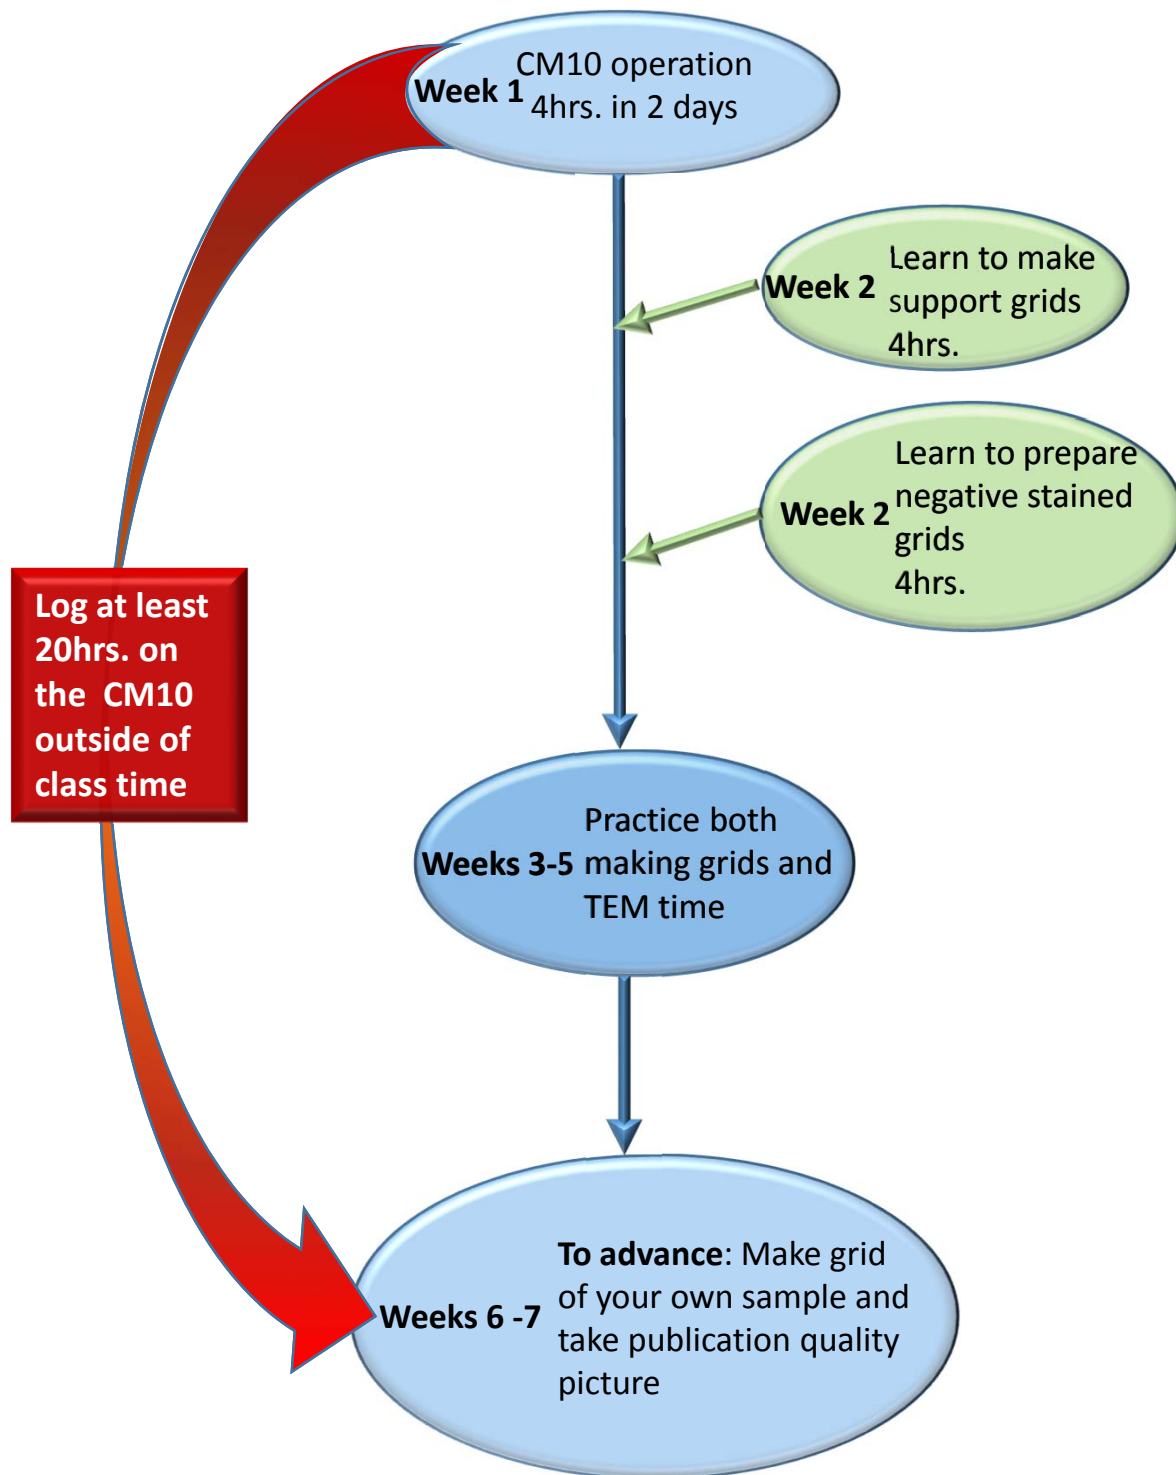 CM10 operation
Week 1 4hrs. in 2 days
Learn to make
Week 2 support grids
4hrs.
Learn to prepare
Week 2 negative stained
grids
4hrs.
Log at least
20hrs. on
the CM10
outside of
class time
Practice both
Weeks 3-5 making grids and
TEM time
To advance: Make grid
of your own sample and
Weeks 6 -7 take publication quality
picture